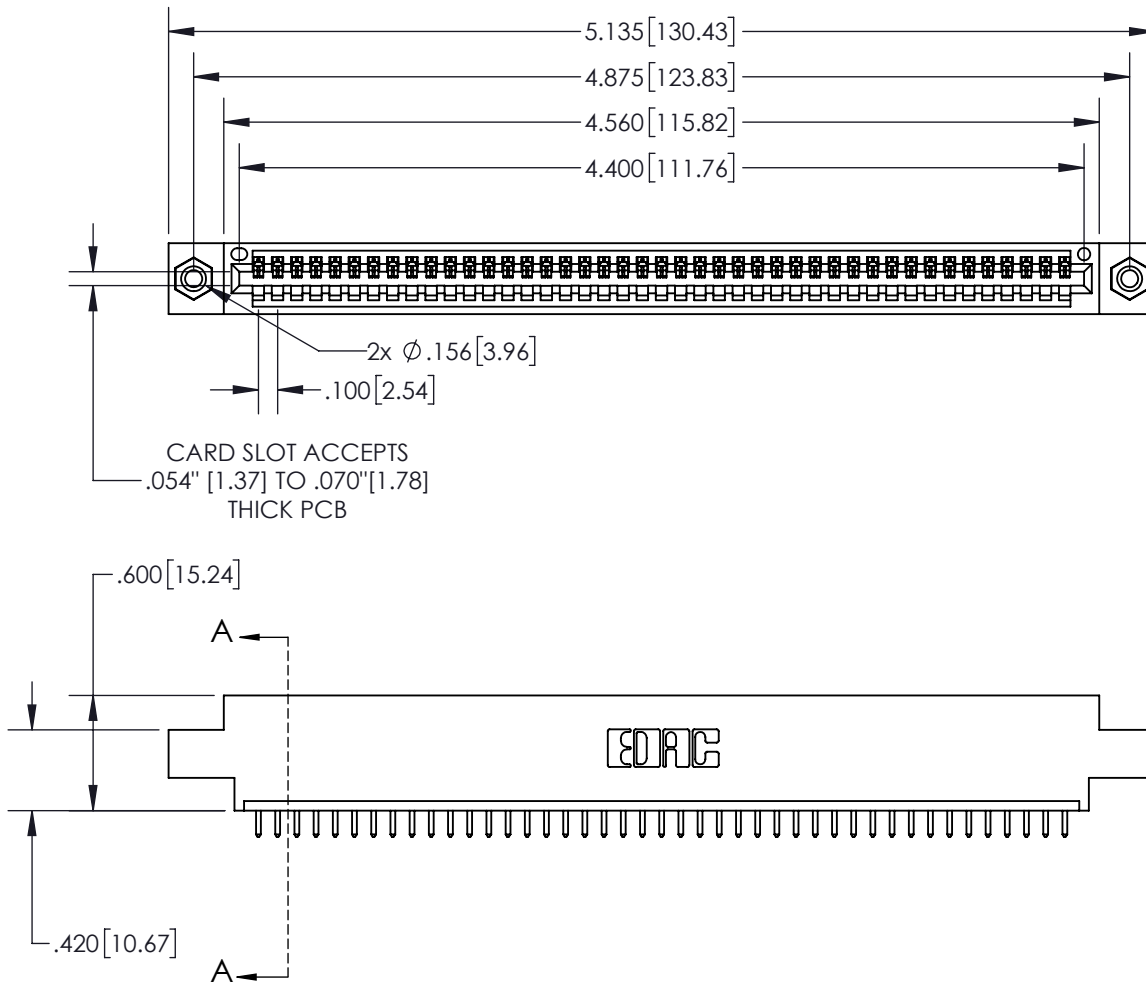 5.135[130.43]
4.875[123.83]
4.560[115.82]
4.400[111.76]
2x Ø.156[3.96]
.100[2.54]
CARD SLOT ACCEPTS
.054" [1.37] TO .070"[1.78]
THICK PCB
.600[15.24]
A
EDAC
.420[10.67]
A